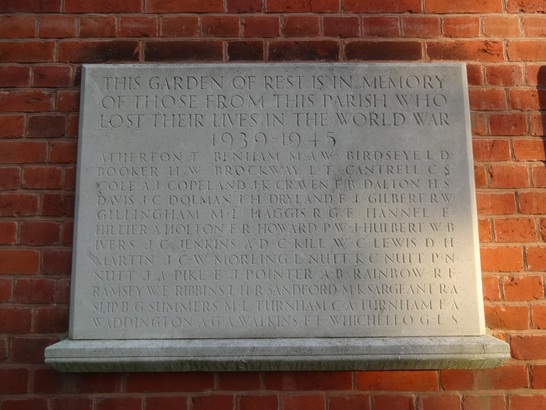 THIS GARDEN OF REST IS IN MEMORY
OF THOSE FROM THIS PARISH WHO
LOST THEIR LIVES IN THE WORLD WAR
1939-1945
ATHERTON T. BENHAM M.A.W. BIRDSEYE L.D.
BOOKER H.W. BROCKWAY L.T. CANTRELL C.S.
COLE A.J. COPELAND J.K. CRAVEN F.B. DALTON H.S.
DAVIS J.C. DOLMAN F.H. DRYLAND E.J. GILBERT R.W.
GILLINGHAM M.L. HAGGIS R.G.F. HANNEL F.
HILLIER A. HOLTON E.R. HOWARD P.W.J. HULBERT W.B.
IVERS J.C. JENKINS A.D.C. KILL W.C. LEWIS D.H.
MARTIN J.C.W. MORLING L. NUTT K.C. NUTT P.N.
NUTT J.A. PIKE E.J. POINTER A.B. RAINBOW R.F.
RAMSEY W.E. RIBBINS L.H.R. SANDFORD M.K. SARGEANT R.A.
SLIP B.G. SUMMERS M.L. TURNHAM C.A. TURNHAM E.A.
WADDINGTON A.G.A. WATKINS F.E. WHICHELLO G.L.S.